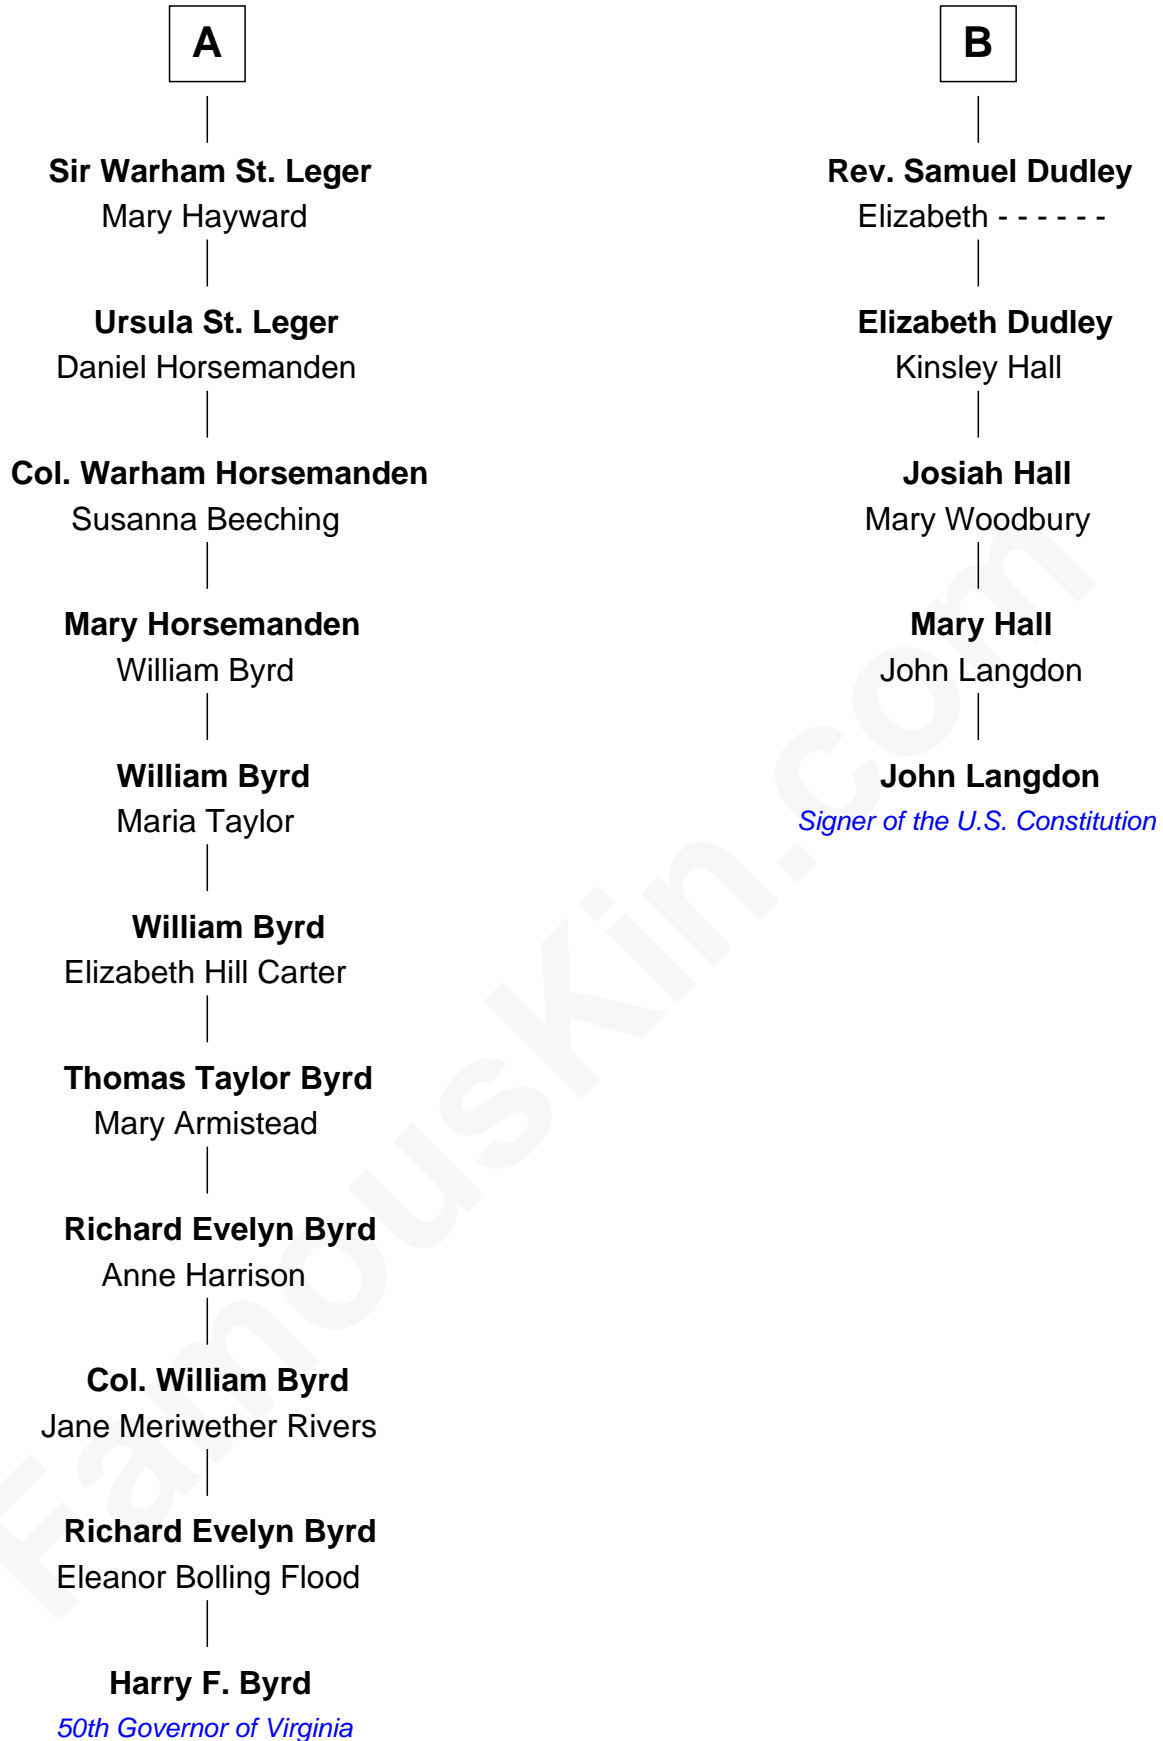 A
Sir Warham St. Leger
Mary Hayward
Ursula St. Leger
Daniel Horsemanden
Col. Warham Horsemanden
Susanna Beeching
Mary Horsemanden
William Byrd
William Byrd
Maria Taylor
William Byrd
Elizabeth Hill Carter
Thomas Taylor Byrd
Mary Armistead
Richard Evelyn Byrd
Anne Harrison
Col. William Byrd
Jane Meriwether Rivers
Richard Evelyn Byrd
Eleanor Bolling Flood
Harry F. Byrd
50th Governor of Virginia
B
Rev. Samuel Dudley
Elizabeth - - - - - -
Elizabeth Dudley
Kinsley Hall
Josiah Hall
Mary Woodbury
Mary Hall
John Langdon
John Langdon
Signer of the U.S. Constitution
FamousKin.com